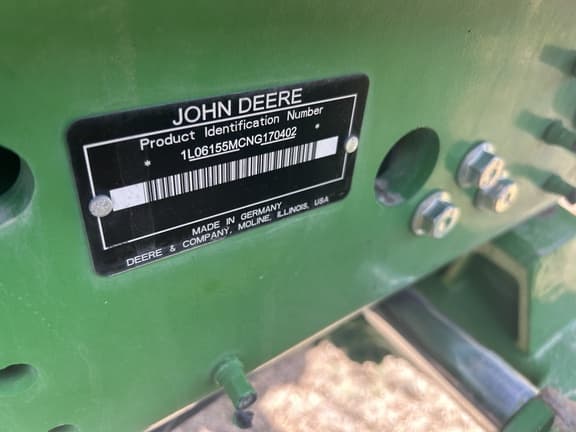 JOHN DEERE
Product Identification Number
* 1L06155MCNG170402 *
MADE IN GERMANY
DEERE & COMPANY, MOLINE, ILLINOIS, USA